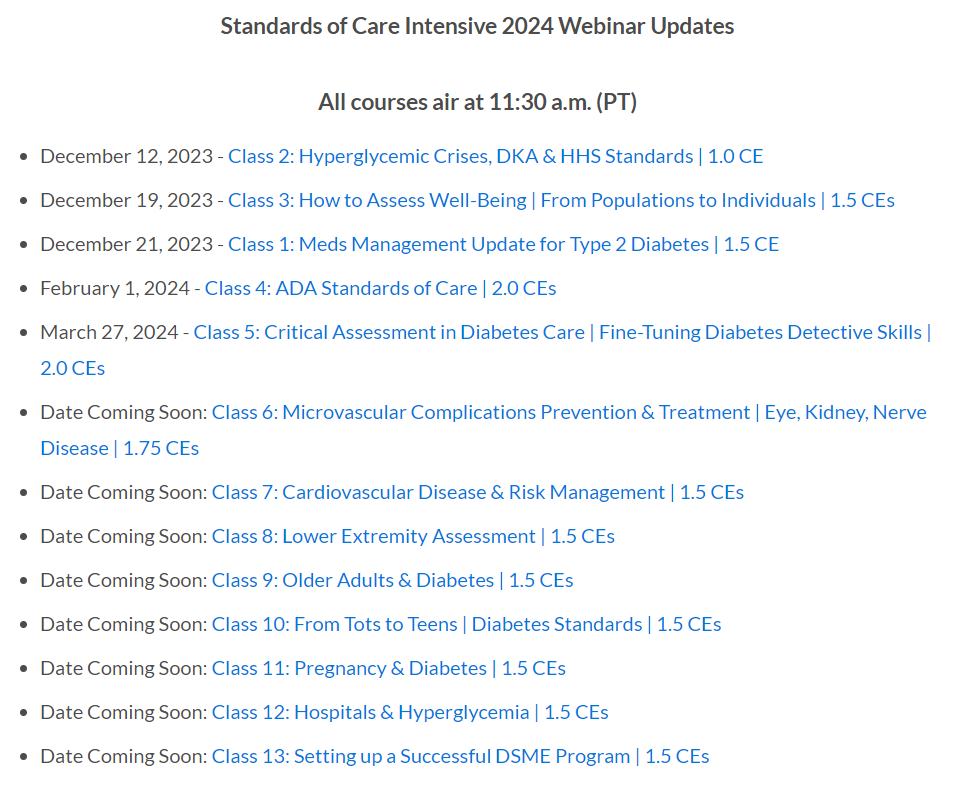 Standards of Care Intensive 2024 Webinar Updates
All courses air at 11:30 a.m. (PT)
December 12, 2023 - Class 2: Hyperglycemic Crises, DKA & HHS Standards | 1.0 CE
December 19, 2023 - Class 3: How to Assess Well-Being | From Populations to Individuals | 1.5 CEs
December 21, 2023 - Class 1: Meds Management Update for Type 2 Diabetes | 1.5 CE
February 1, 2024 - Class 4: ADA Standards of Care | 2.0 CEs
March 27, 2024 - Class 5: Critical Assessment in Diabetes Care | Fine-Tuning Diabetes Detective Skills |
2.0 CEs
Date Coming Soon: Class 6: Microvascular Complications Prevention & Treatment | Eye, Kidney, Nerve
Disease | 1.75 CEs
Date Coming Soon: Class 7: Cardiovascular Disease & Risk Management | 1.5 CEs
Date Coming Soon: Class 8: Lower Extremity Assessment | 1.5 CEs
Date Coming Soon: Class 9: Older Adults & Diabetes | 1.5 CEs
Date Coming Soon: Class 10: From Tots to Teens | Diabetes Standards | 1.5 CEs
Date Coming Soon: Class 11: Pregnancy & Diabetes | 1.5 CEs
Date Coming Soon: Class 12: Hospitals & Hyperglycemia | 1.5 CEs
Date Coming Soon: Class 13: Setting up a Successful DSME Program | 1.5 CEs